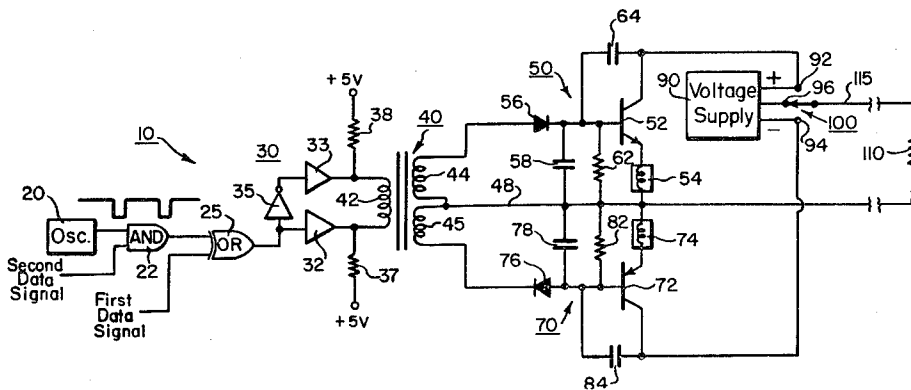 64
50
+5V
38
10
30
33
40
56
52
90
Voltage
Supply
+
−
92
96
94
115
100
110
58
62
54
42
44
48
35
20
Osc.
AND
22
25
OR
32
45
78
82
74
37
76
72
70
Second
Data
Signal
First
Data
Signal
+5V
84